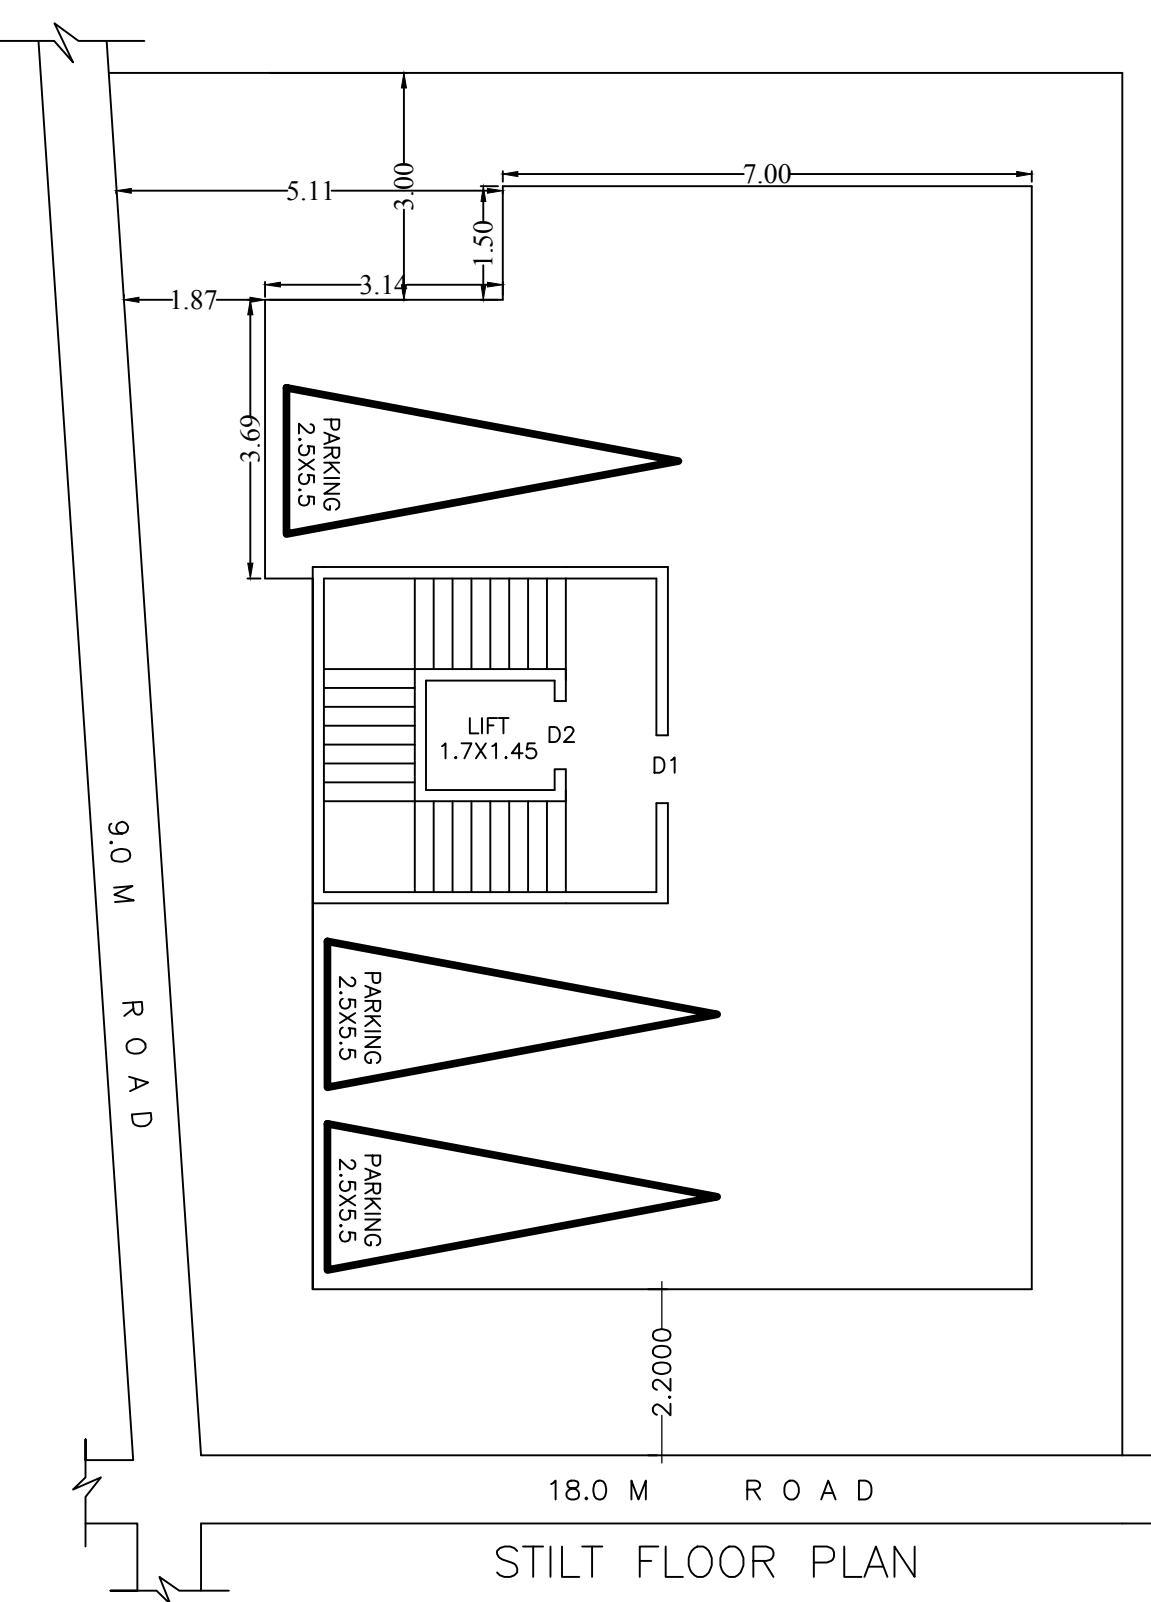 7.00
5.11
3.00
1.50
3.14
1.87
3.69
PARKING
2.5X5.5
LIFT
1.7X1.45
D2
D1
9.0 M ROAD
PARKING
2.5X5.5
PARKING
2.5X5.5
2.2000
18.0 M ROAD
STILT FLOOR PLAN